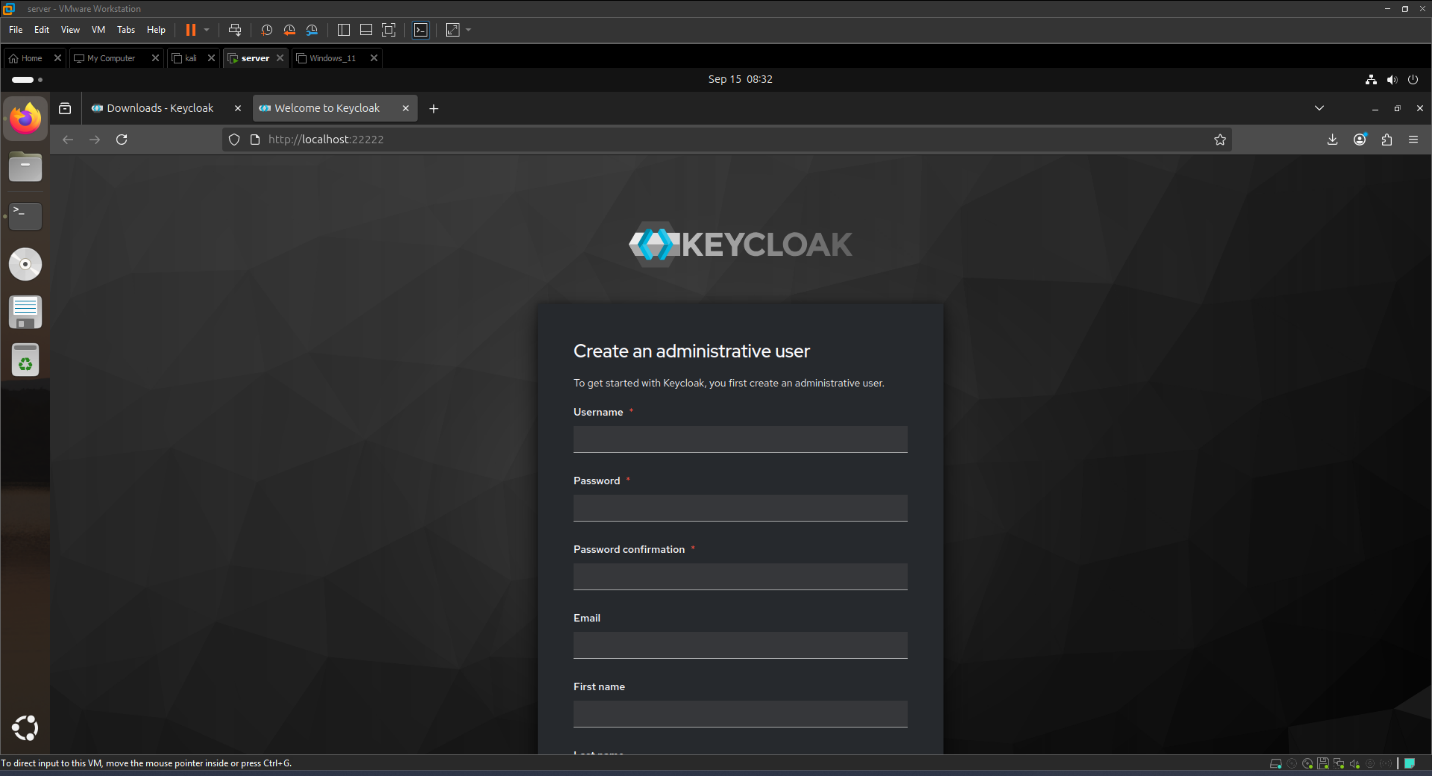 server - VMware Workstation
File Edit View VM Tabs Help
Home My Computer kali server Windows_11
Sep 15 08:32
Downloads - Keycloak Welcome to Keycloak
http://localhost:22222
KEYCLOAK
Create an administrative user
To get started with Keycloak, you first create an administrative user.
Username *
Password *
Password confirmation *
Email
First name
Last name
To direct input to this VM, move the mouse pointer inside or press Ctrl+G.